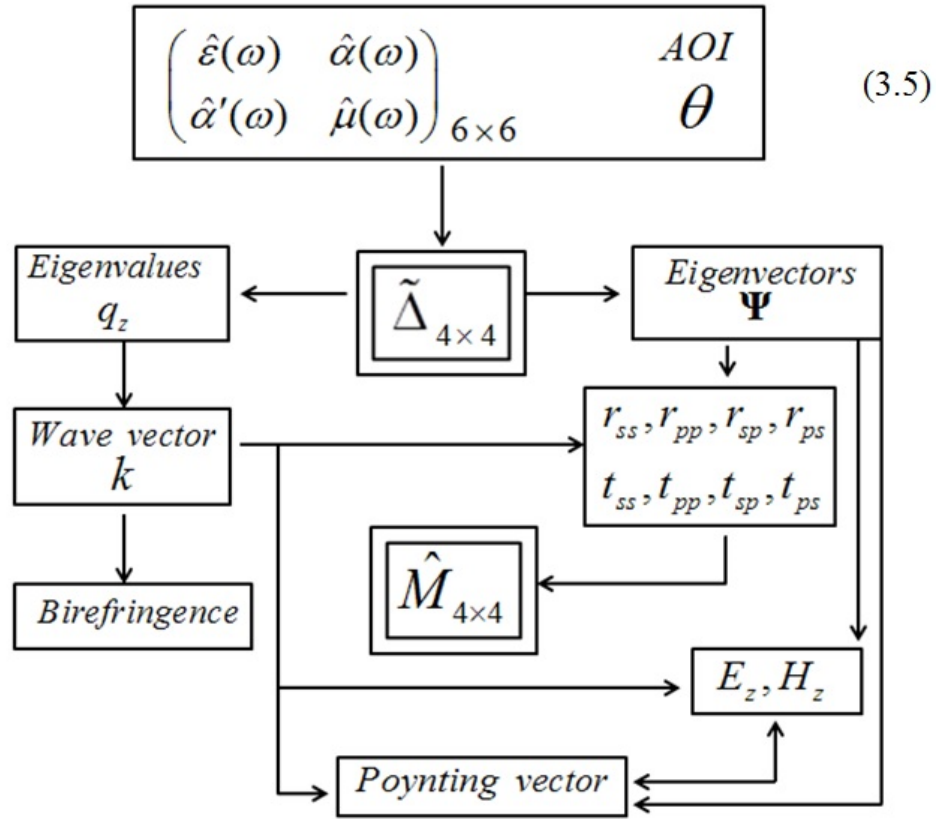 ε̂(ω) α̂(ω) AOI
α̂′(ω) μ̂(ω) 6×6 θ (3.5)
Eigenvalues
q_z
Δ̃ 4×4
Eigenvectors
Ψ
Wave vector
k
r_ss, r_pp, r_sp, r_ps
t_ss, t_pp, t_sp, t_ps
Birefringence
M̂ 4×4
E_z, H_z
Poynting vector